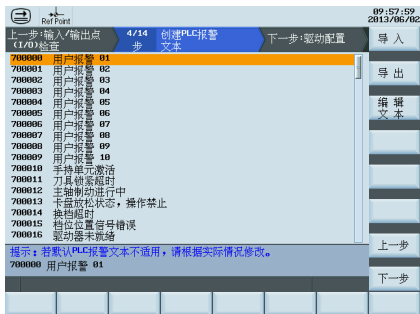 Ref Point
09:57:59
2013/06/02
上一步:输入/输出点
(I/O)检查
4/14
步
创建PLC报警
文本
下一步:驱动配置
导入
700000 用户报警 01
700001 用户报警 02
700002 用户报警 03
700003 用户报警 04
700004 用户报警 05
700005 用户报警 06
700006 用户报警 07
700007 用户报警 08
700008 用户报警 09
700009 用户报警 10
700010 手持单元激活
700011 刀具锁紧超时
700012 主轴制动进行中
700013 卡盘放松状态，操作禁止
700014 换档超时
700015 档位位置信号错误
700016 驱动器未就绪
导出
编辑
文本
提示：若默认PLC报警文本不适用，请根据实际情况修改。
700000 用户报警 01
上一步
下一步